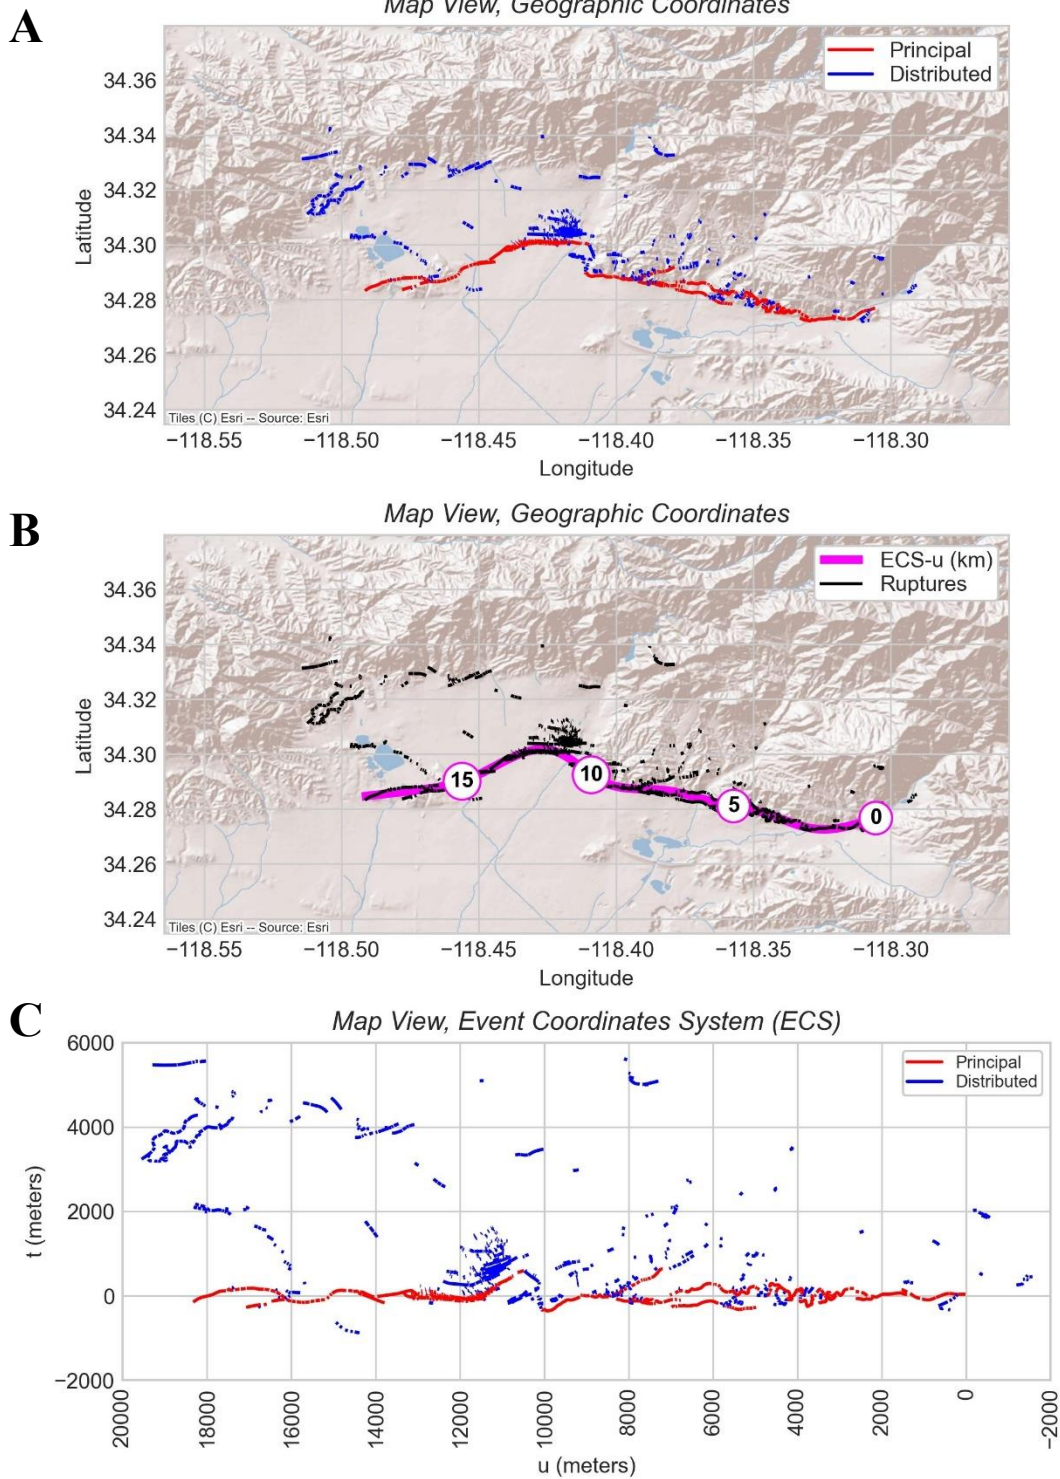 A
Map View, Geographic Coordinates
Principal
Distributed
34.36
34.34
34.32
34.30
34.28
34.26
34.24
Latitude
Tiles (C) Esri -- Source: Esri
−118.55 −118.50 −118.45 −118.40 −118.35 −118.30
Longitude
B
Map View, Geographic Coordinates
ECS-u (km)
Ruptures
34.36
34.34
34.32
34.30
34.28
34.26
34.24
Latitude
15
10
5
0
Tiles (C) Esri -- Source: Esri
−118.55 −118.50 −118.45 −118.40 −118.35 −118.30
Longitude
C
Map View, Event Coordinates System (ECS)
Principal
Distributed
6000
4000
2000
0
−2000
t (meters)
20000 18000 16000 14000 12000 10000 8000 6000 4000 2000 0 −2000
u (meters)